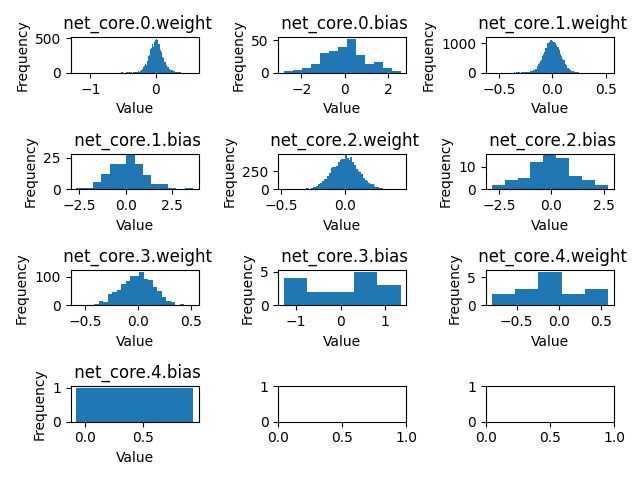 net_core.0.weight
Frequency
500
0
−1
0
Value
net_core.0.bias
Frequency
50
0
−2
0
2
Value
net_core.1.weight
Frequency
1000
0
−0.5
0.0
0.5
Value
net_core.1.bias
Frequency
25
0
−2.5
0.0
2.5
Value
net_core.2.weight
Frequency
250
0
−0.5
0.0
Value
net_core.2.bias
Frequency
10
0
−2.5
0.0
2.5
Value
net_core.3.weight
Frequency
100
0
−0.5
0.0
0.5
Value
net_core.3.bias
Frequency
5
0
−1
0
1
Value
net_core.4.weight
Frequency
5
0
−0.5
0.0
0.5
Value
net_core.4.bias
Frequency
1
0
0.0
0.5
Value
1
0
0.0
0.5
1.0
1
0
0.0
0.5
1.0